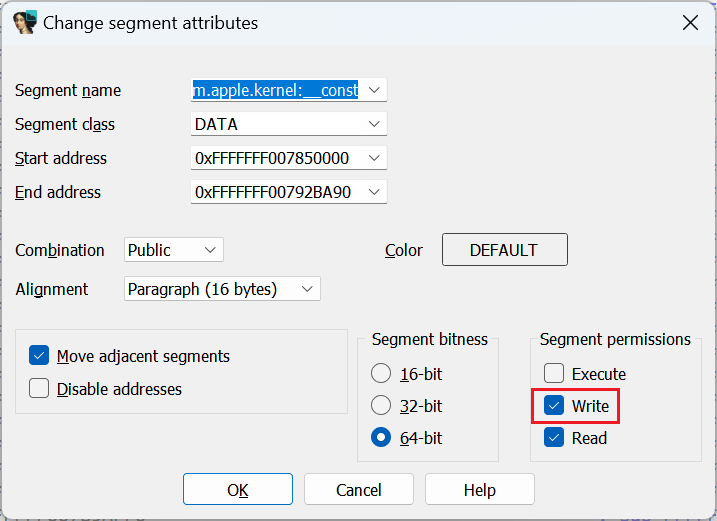 Change segment attributes
Segment name
m.apple.kernel:__const
Segment class
DATA
Start address
0xFFFFFFF007850000
End address
0xFFFFFFF00792BA90
Combination
Public
Color
DEFAULT
Alignment
Paragraph (16 bytes)
Move adjacent segments
Disable addresses
Segment bitness
16-bit
32-bit
64-bit
Segment permissions
Execute
Write
Read
OK
Cancel
Help